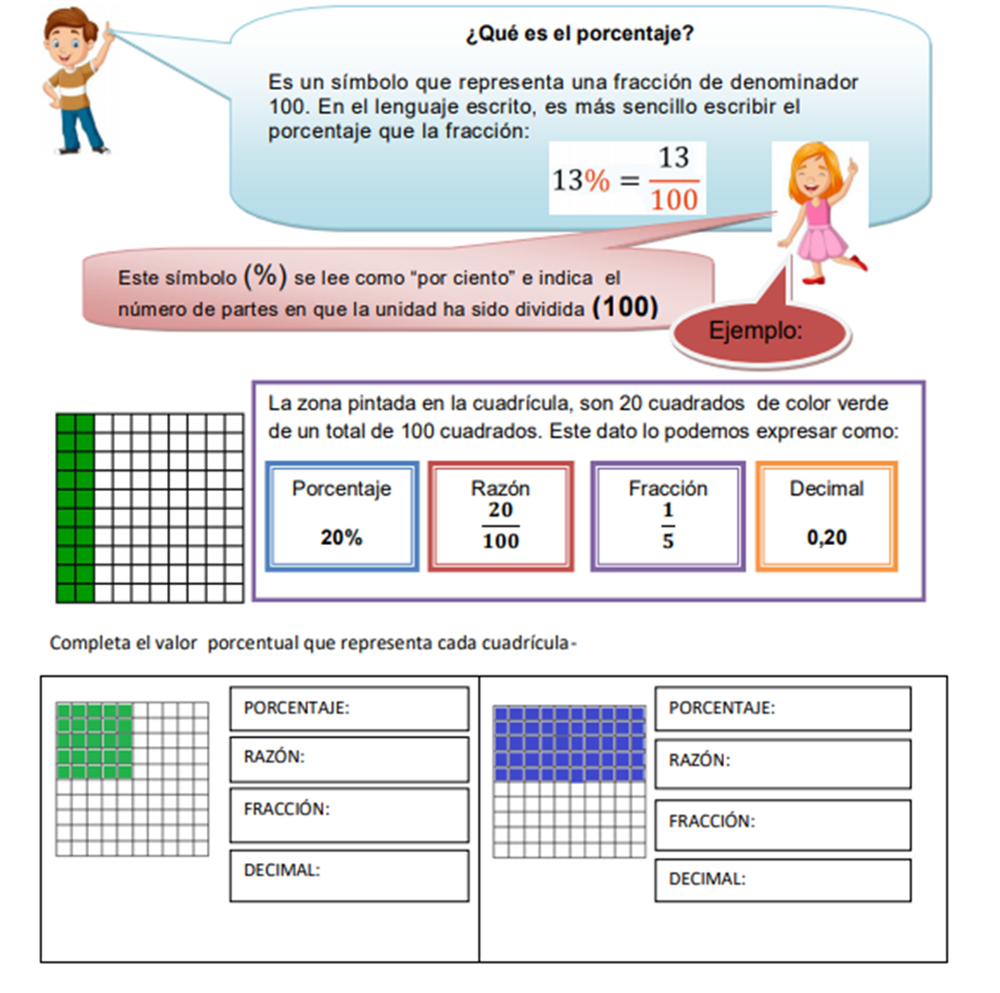 ¿Qué es el porcentaje?
Es un símbolo que representa una fracción de denominador
100. En el lenguaje escrito, es más sencillo escribir el
porcentaje que la fracción:
13% = 13/100
Este símbolo (%) se lee como “por ciento” e indica el
número de partes en que la unidad ha sido dividida (100)
Ejemplo:
La zona pintada en la cuadrícula, son 20 cuadrados de color verde
de un total de 100 cuadrados. Este dato lo podemos expresar como:
Porcentaje
20%
Razón
20/100
Fracción
1/5
Decimal
0,20
Completa el valor porcentual que representa cada cuadrícula-
PORCENTAJE:
RAZÓN:
FRACCIÓN:
DECIMAL:
PORCENTAJE:
RAZÓN:
FRACCIÓN:
DECIMAL: